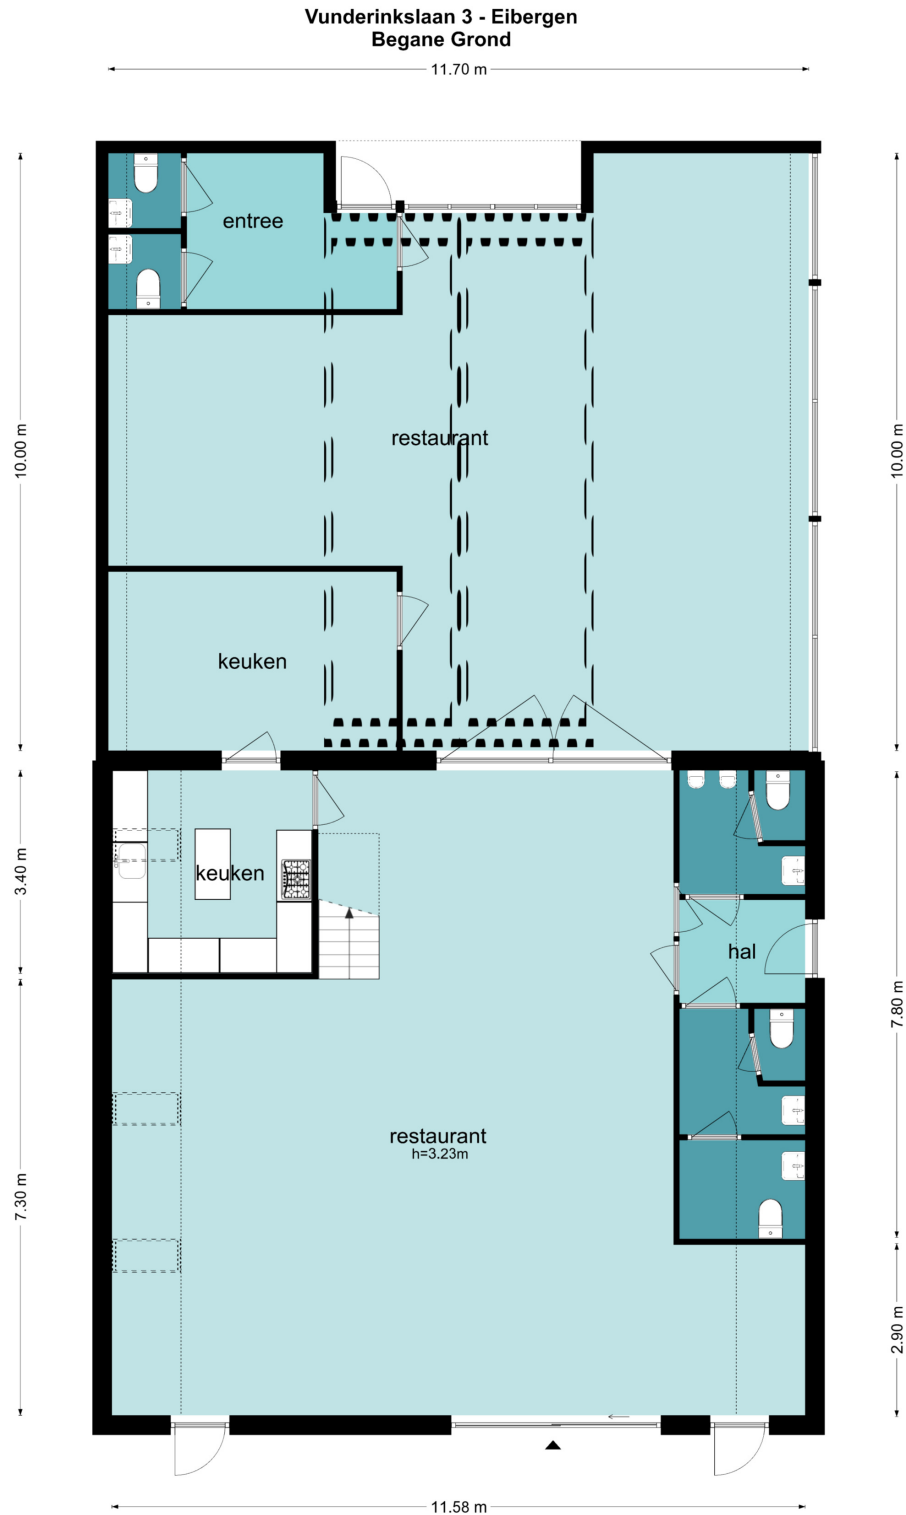 Vunderinkslaan 3 - Eibergen
Begane Grond
11.70 m
entree
10.00 m
restaurant
10.00 m
keuken
3.40 m
keuken
hal
7.80 m
restaurant
h=3.23m
7.30 m
2.90 m
11.58 m